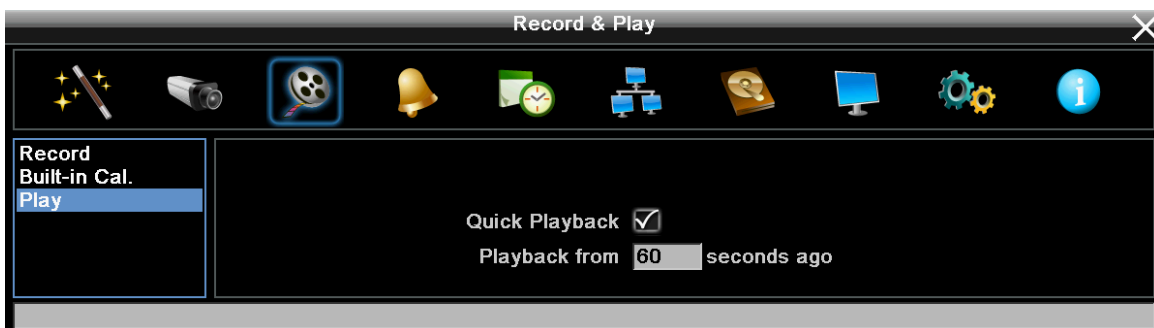 Record & Play
Record
Built-in Cal.
Play
Quick Playback
Playback from 60 seconds ago